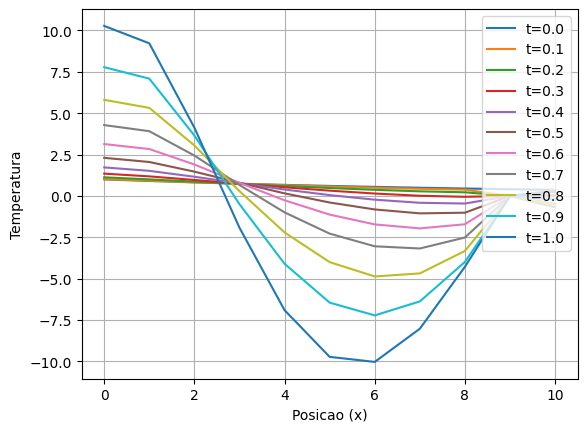 10.0
7.5
5.0
2.5
0.0
−2.5
−5.0
−7.5
−10.0
Temperatura
0 2 4 6 8 10
Posicao (x)
t=0.0
t=0.1
t=0.2
t=0.3
t=0.4
t=0.5
t=0.6
t=0.7
t=0.8
t=0.9
t=1.0